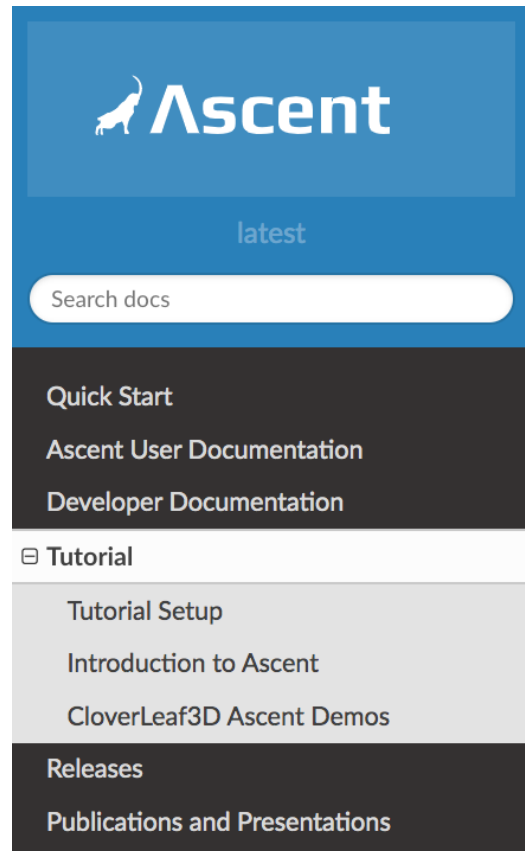 Ascent
latest
Search docs
Quick Start
Ascent User Documentation
Developer Documentation
Tutorial
Tutorial Setup
Introduction to Ascent
CloverLeaf3D Ascent Demos
Releases
Publications and Presentations